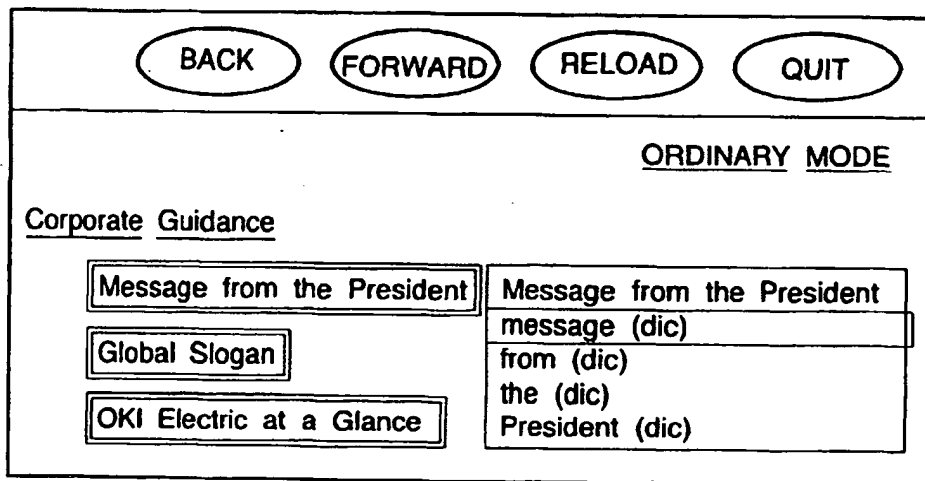 BACK FORWARD RELOAD QUIT
ORDINARY MODE
Corporate Guidance
Message from the President
Global Slogan
OKI Electric at a Glance
Message from the President
message (dic)
from (dic)
the (dic)
President (dic)